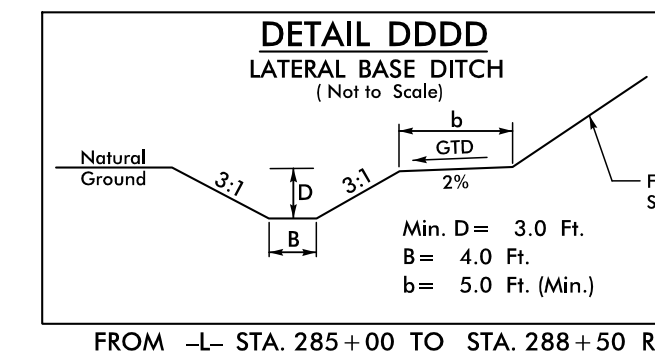 DETAIL DDDD
LATERAL BASE DITCH
( Not to Scale)
b
Natural
Ground
GTD
2%
3:1
D
3:1
B
F
S
Min. D= 3.0 Ft.
B= 4.0 Ft.
b= 5.0 Ft. (Min.)
FROM -L- STA. 285+00 TO STA. 288+50 R